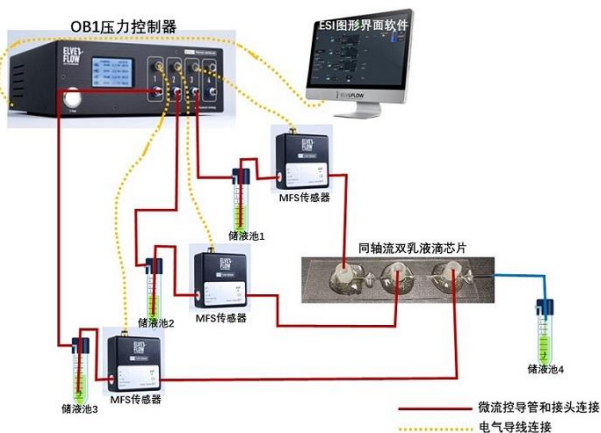 OB1压力控制器
ESI图形界面软件
ELVE
FLOW
ELVEFLOW
MFS传感器
储液池1
同轴流双乳液滴芯片
储液池2
MFS传感器
储液池4
储液池3
MFS传感器
微流控导管和接头连接
电气导线连接